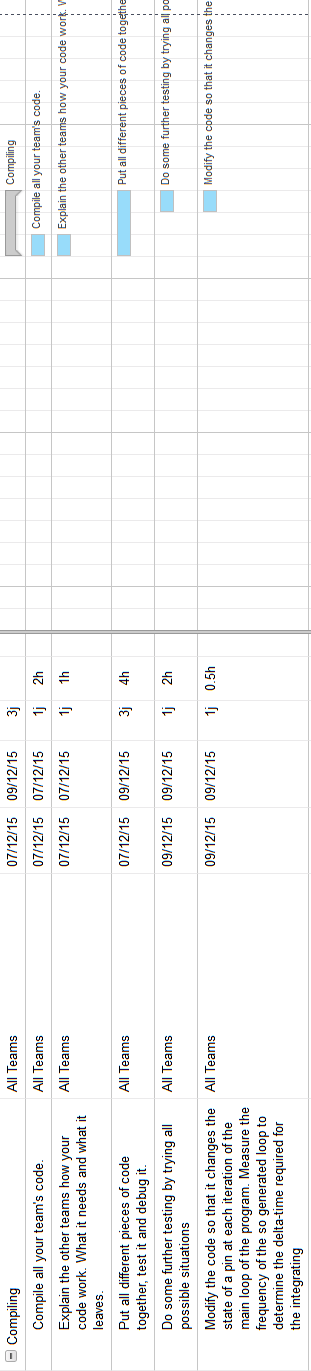 Compiling All Teams 07/12/15 09/12/15 3j Compiling
Compile all your team's code. All Teams 07/12/15 07/12/15 1j 2h Compile all your team's code.
Explain the other teams how your All Teams 07/12/15 07/12/15 1j 1h Explain the other teams how your code work.
code work. What it needs and what it
leaves.
Put all different pieces of code All Teams 07/12/15 09/12/15 3j 4h Put all different pieces of code
together, test it and debug it.
Do some further testing by trying all All Teams 09/12/15 09/12/15 1j 2h Do some further testing by trying all
possible situations
Modify the code so that it changes the All Teams 09/12/15 09/12/15 1j 0.5h Modify the code so that it changes the
state of a pin at each iteration of the
main loop of the program. Measure the
frequency of the so generated loop to
determine the delta-time required for
the integrating